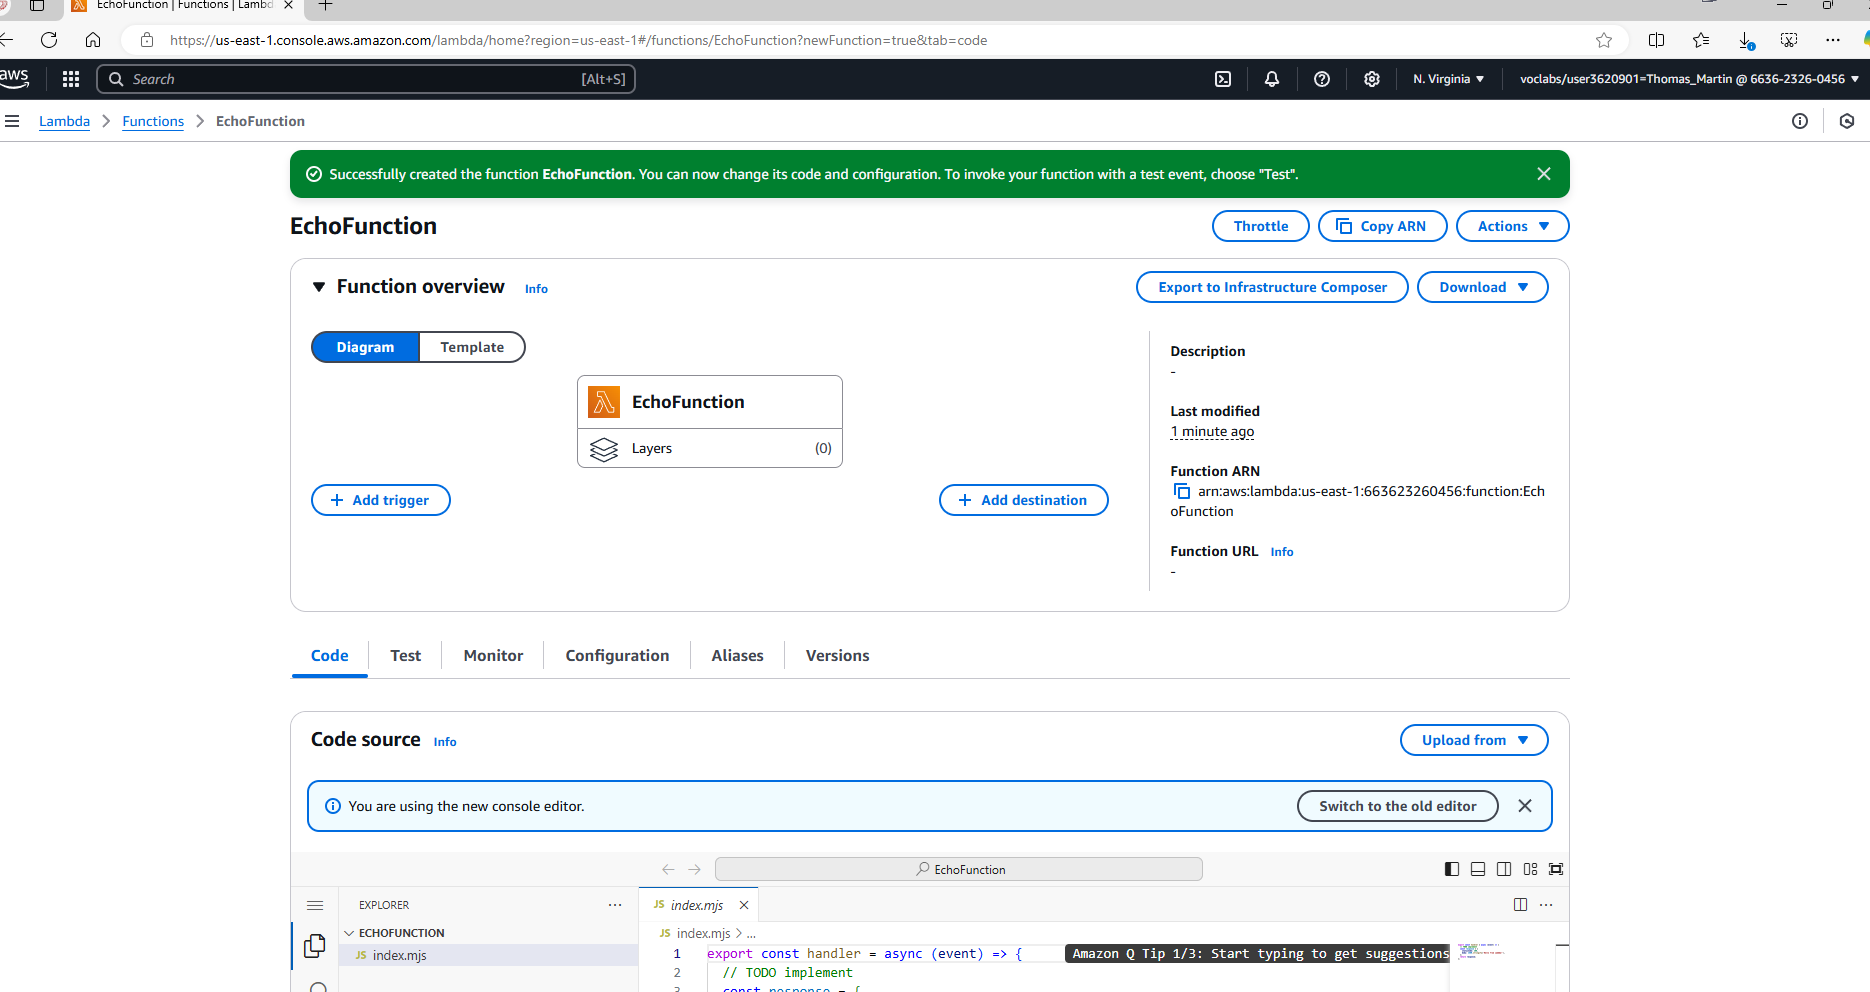 EchoFunction | Functions | Lambd
https://us-east-1.console.aws.amazon.com/lambda/home?region=us-east-1#/functions/EchoFunction?newFunction=true&tab=code
aws
Search
[Alt+S]
N. Virginia
voclabs/user3620901=Thomas_Martin @ 6636-2326-0456
Lambda
Functions
EchoFunction
Successfully created the function EchoFunction. You can now change its code and configuration. To invoke your function with a test event, choose "Test".
EchoFunction
Throttle
Copy ARN
Actions
Function overview
Info
Export to Infrastructure Composer
Download
Diagram
Template
EchoFunction
Layers
(0)
+ Add trigger
+ Add destination
Description
-
Last modified
1 minute ago
Function ARN
arn:aws:lambda:us-east-1:663623260456:function:Ech
oFunction
Function URL Info
-
Code
Test
Monitor
Configuration
Aliases
Versions
Code source
Info
Upload from
You are using the new console editor.
Switch to the old editor
EchoFunction
EXPLORER
ECHOFUNCTION
JS index.mjs
JS index.mjs
JS index.mjs > ...
1 export const handler = async (event) => {
Amazon Q Tip 1/3: Start typing to get suggestions
2 // TODO implement
3 const response = {